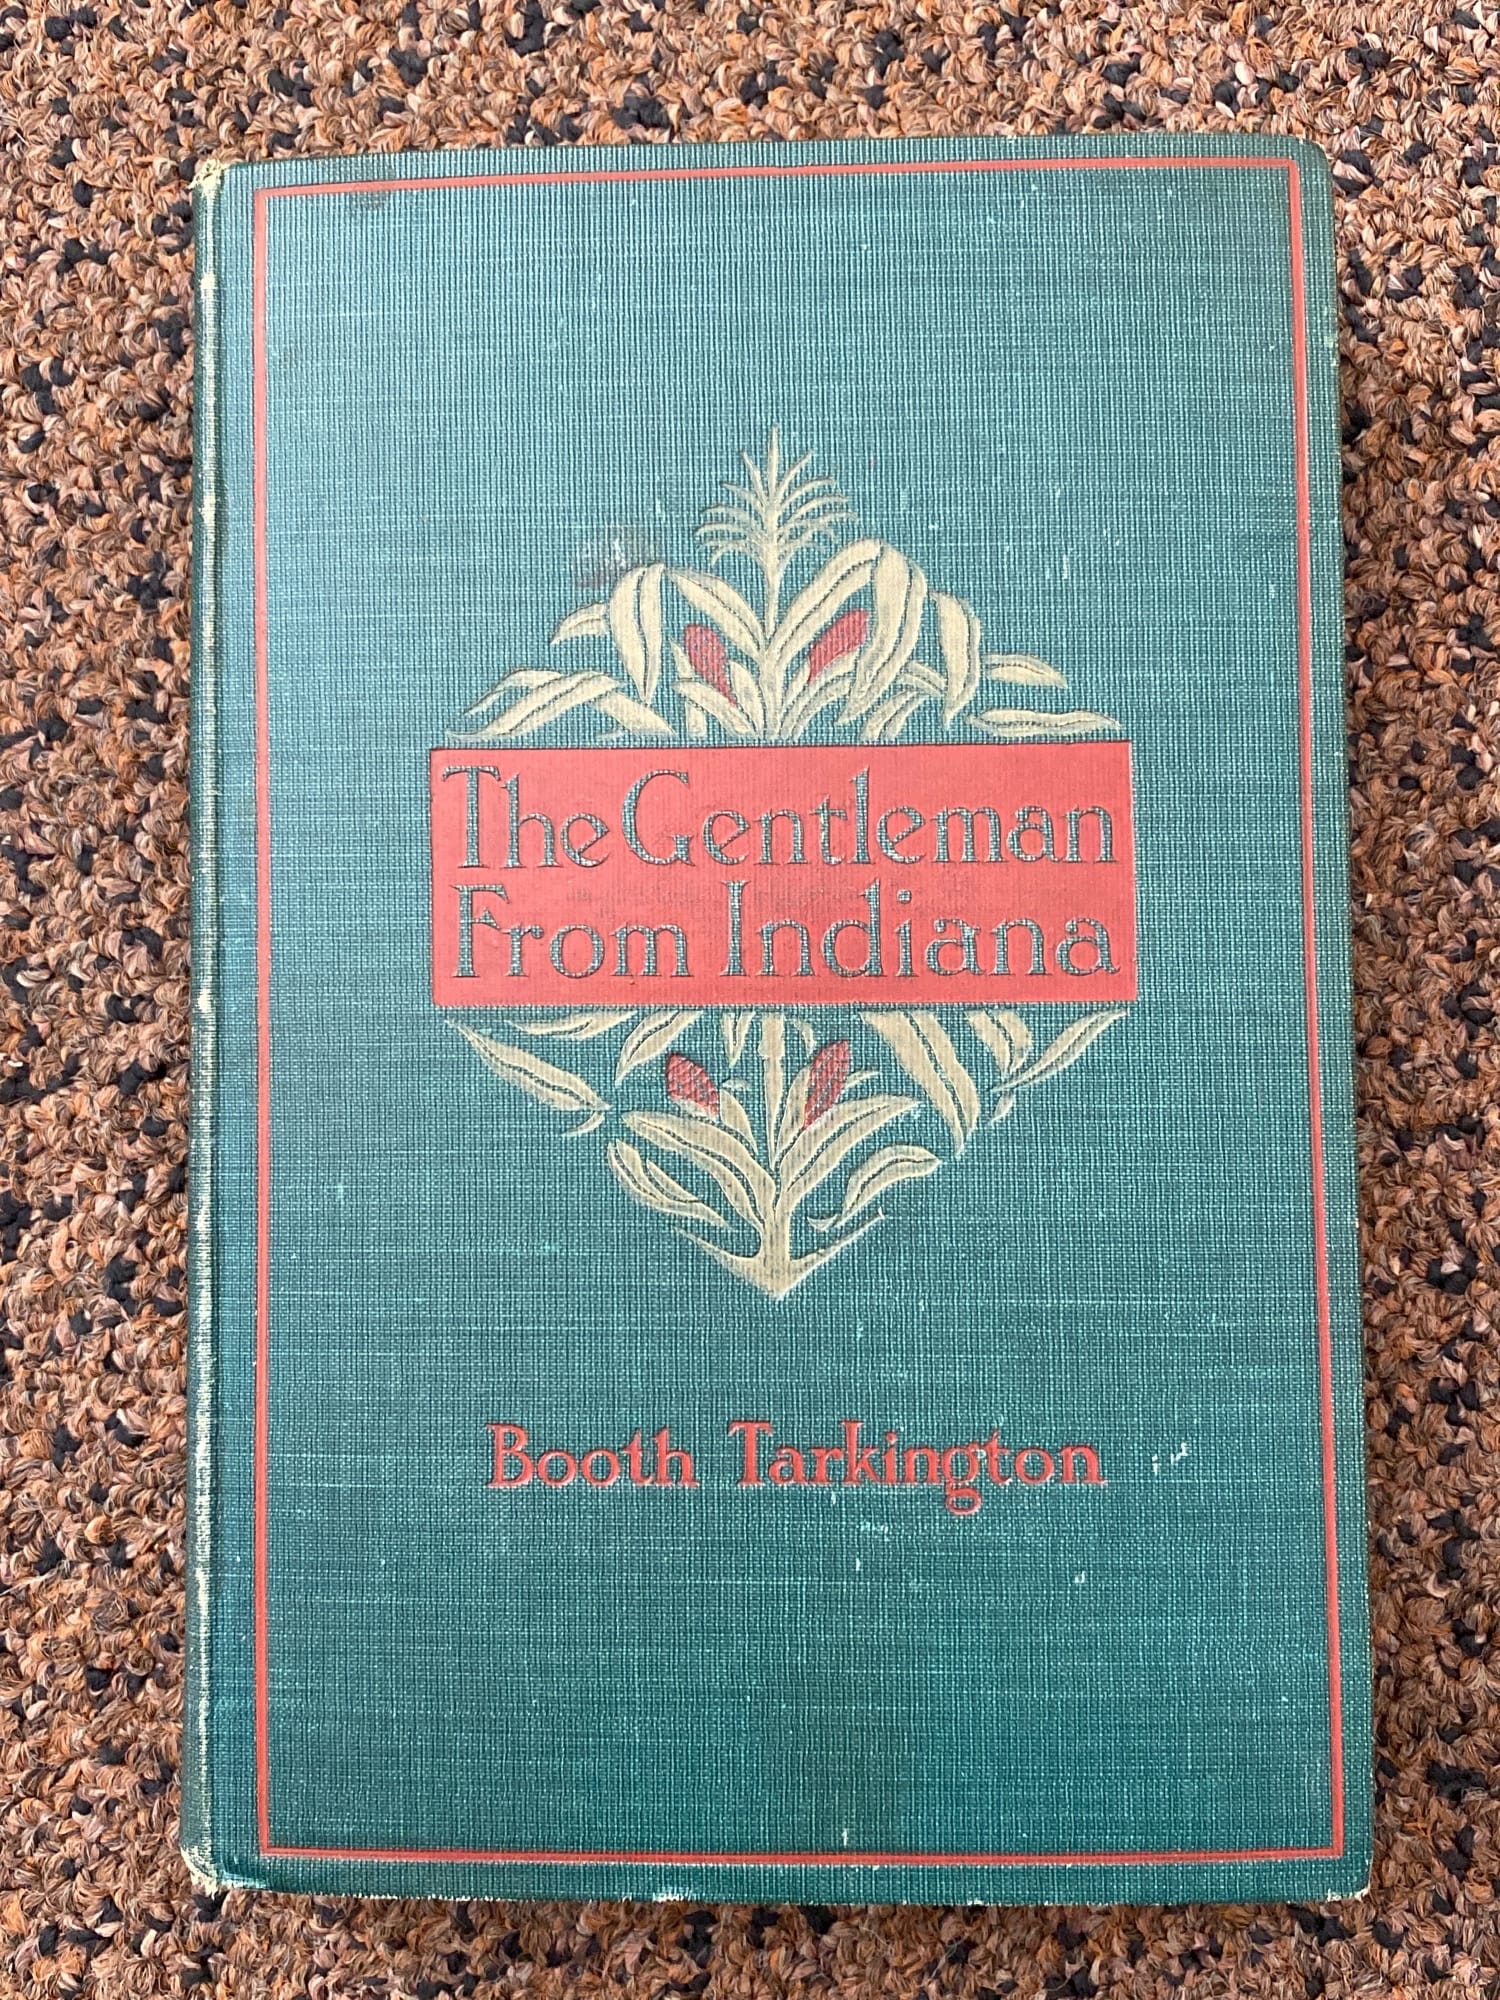 The Gentleman
From Indiana
Booth Tarkington